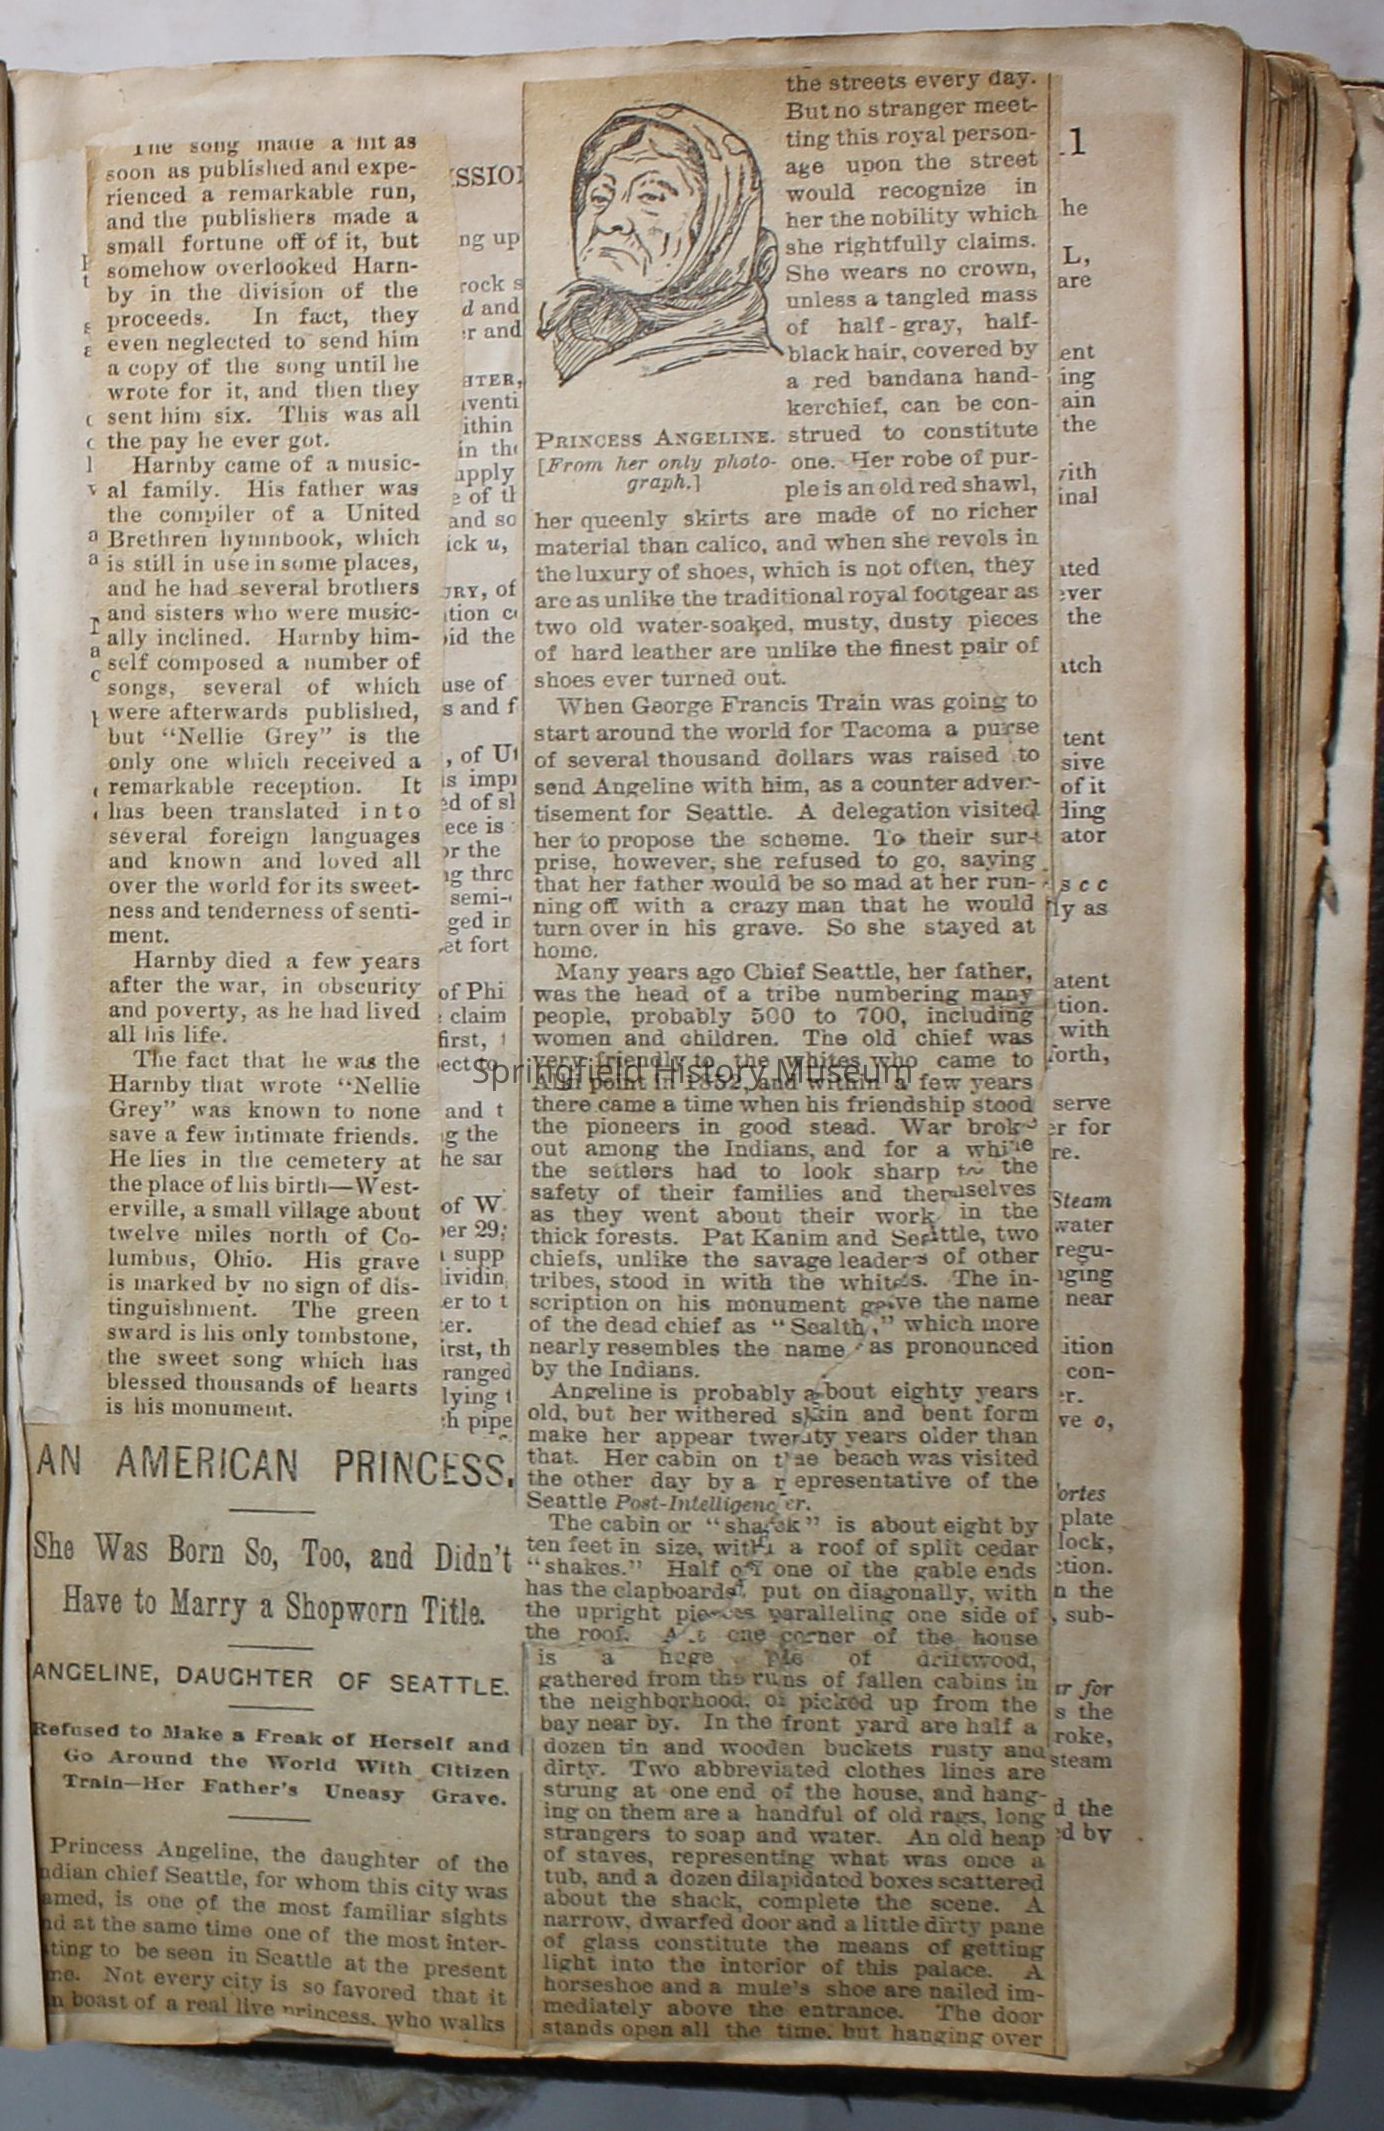 The song made a hit as
soon as published and expe-
rienced a remarkable run,
and the publishers made a
small fortune off of it, but
somehow overlooked Harn-
by in the division of the
proceeds. In fact, they
even neglected to send him
a copy of the song until he
wrote for it, and then they
sent him six. This was all
the pay he ever got.
Harnby came of a music-
al family. His father was
the compiler of a United
Brethren hymnbook, which
is still in use in some places,
and he had several brothers
and sisters who were music-
ally inclined. Harnby him-
self composed a number of
songs, several of which
were afterwards published,
but "Nellie Grey" is the
only one which received a
remarkable reception. It
has been translated into
several foreign languages
and known and loved all
over the world for its sweet-
ness and tenderness of senti-
ment.
Harnby died a few years
after the war, in obscurity
and poverty, as he had lived
all his life.
The fact that he was the
Harnby that wrote "Nellie
Grey" was known to none
save a few intimate friends.
He lies in the cemetery at
the place of his birth—West-
erville, a small village about
twelve miles north of Co-
lumbus, Ohio. His grave
is marked by no sign of dis-
tinguishment. The green
sward is his only tombstone,
the sweet song which has
blessed thousands of hearts
is his monument.
AN AMERICAN PRINCESS.
She Was Born So, Too, and Didn't
Have to Marry a Shopworn Title.
ANGELINE, DAUGHTER OF SEATTLE.
Refused to Make a Freak of Herself and
Go Around the World With Citizen
Train—Her Father's Uneasy Grave.
Princess Angeline, the daughter of the
ndian chief Seattle, for whom this city was
amed, is one of the most familiar sights
nd at the same time one of the most inter-
ting to be seen in Seattle at the present
me. Not every city is so favored that it
n boast of a real live princess, who walks
the streets every day.
But no stranger meet-
ting this royal person-
age upon the street
would recognize in
her the nobility which
she rightfully claims.
She wears no crown,
unless a tangled mass
of half-gray, half-
black hair, covered by
a red bandana hand-
kerchief, can be con-
strued to constitute
one. Her robe of pur-
ple is an old red shawl,
PRINCESS ANGELINE.
[From her only photo-
graph.]
her queenly skirts are made of no richer
material than calico, and when she revels in
the luxury of shoes, which is not often, they
are as unlike the traditional royal footgear as
two old water-soaked, musty, dusty pieces
of hard leather are unlike the finest pair of
shoes ever turned out.
When George Francis Train was going to
start around the world for Tacoma a purse
of several thousand dollars was raised to
send Angeline with him, as a counter adver-
tisement for Seattle. A delegation visited
her to propose the scheme. To their sur-
prise, however, she refused to go, saying
that her father would be so mad at her run-
ning off with a crazy man that he would
turn over in his grave. So she stayed at
home.
Many years ago Chief Seattle, her father,
was the head of a tribe numbering many
people, probably 500 to 700, including
women and children. The old chief was
very friendly to the whites who came to
Alki point in 1852, and within a few years
there came a time when his friendship stood
the pioneers in good stead. War broke
out among the Indians, and for a while
the settlers had to look sharp to the
safety of their families and themselves
as they went about their work in the
thick forests. Pat Kanim and Seattle, two
chiefs, unlike the savage leaders of other
tribes, stood in with the whites. The in-
scription on his monument gave the name
of the dead chief as "Sealth," which more
nearly resembles the name as pronounced
by the Indians.
Angeline is probably about eighty years
old, but her withered skin and bent form
make her appear twenty years older than
that. Her cabin on the beach was visited
the other day by a representative of the
Seattle Post-Intelligencer.
The cabin or "shack" is about eight by
ten feet in size, with a roof of split cedar
"shakes." Half of one of the gable ends
has the clapboards put on diagonally, with
the upright pieces paralleling one side of
the roof. At one corner of the house
is a huge pile of driftwood,
gathered from the ruins of fallen cabins in
the neighborhood, or picked up from the
bay near by. In the front yard are half a
dozen tin and wooden buckets rusty and
dirty. Two abbreviated clothes lines are
strung at one end of the house, and hang-
ing on them are a handful of old rags, long
strangers to soap and water. An old heap
of staves, representing what was once a
tub, and a dozen dilapidated boxes scattered
about the shack, complete the scene. A
narrow, dwarfed door and a little dirty pane
of glass constitute the means of getting
light into the interior of this palace. A
horseshoe and a mule's shoe are nailed im-
mediately above the entrance. The door
stands open all the time, but hanging over
Springfield History Museum